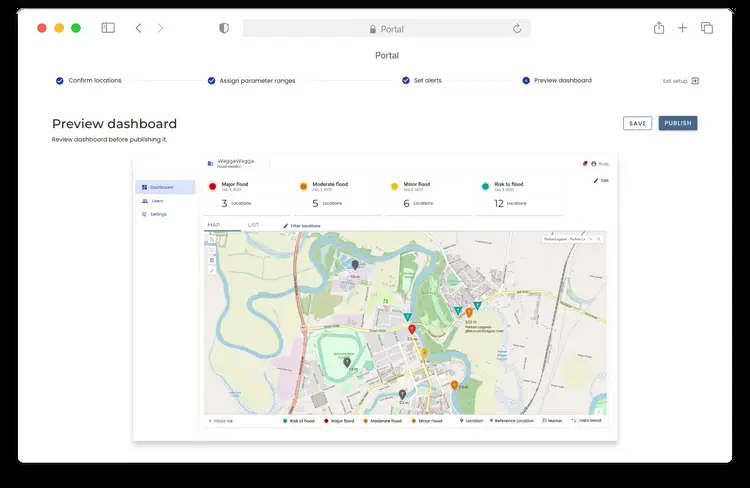 Portal
Portal
Confirm locations
Assign parameter ranges
Set alerts
Preview dashboard
Exit setup
Preview dashboard
SAVE
PUBLISH
Review dashboard before publishing it.
WaggaWagga
Rudy
Dashboard
Users
Settings
Major flood
Feb 3, 2023
3 Locations
Moderate flood
Feb 3, 2023
5 Locations
Minor flood
Feb 3, 2023
6 Locations
Risk to flood
Feb 3, 2023
12 Locations
Edit
MAP
LIST
Filter locations
Flood risk
Risk of flood
Major flood
Moderate flood
Minor flood
Location
Reference Location
Marker
Data trend